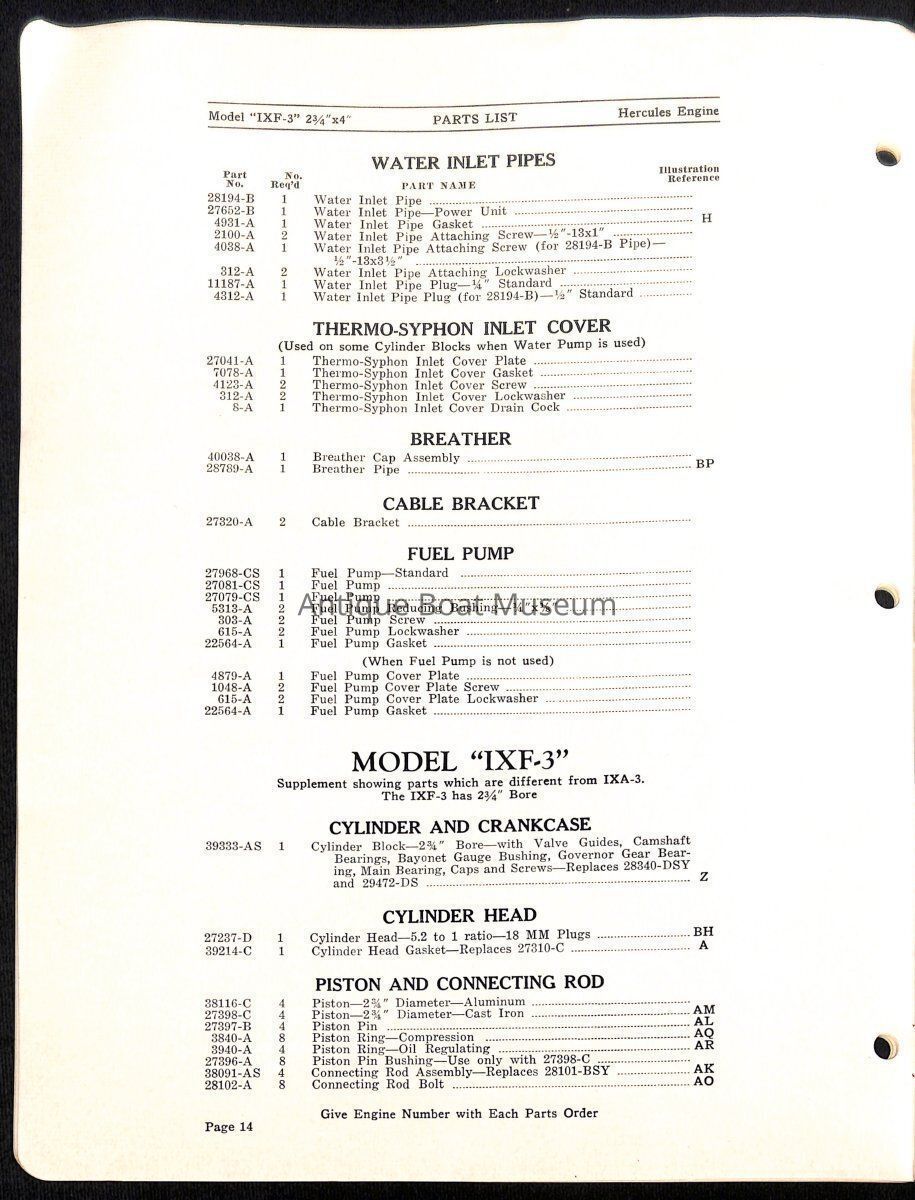 Model "IXF-3" 2¾"x4" PARTS LIST Hercules Engine
WATER INLET PIPES
Part No. No. Req'd PART NAME Illustration Reference
28194-B 1 Water Inlet Pipe
27652-B 1 Water Inlet Pipe—Power Unit
4931-A 1 Water Inlet Pipe Gasket H
2100-A 2 Water Inlet Pipe Attaching Screw—½"-13x1"
4038-A 1 Water Inlet Pipe Attaching Screw (for 28194-B Pipe)—
½"-13x3½"
312-A 2 Water Inlet Pipe Attaching Lockwasher
11187-A 1 Water Inlet Pipe Plug—¼" Standard
4312-A 1 Water Inlet Pipe Plug (for 28194-B)—½" Standard
THERMO-SYPHON INLET COVER
(Used on some Cylinder Blocks when Water Pump is used)
27041-A 1 Thermo-Syphon Inlet Cover Plate
7078-A 1 Thermo-Syphon Inlet Cover Gasket
4123-A 2 Thermo-Syphon Inlet Cover Screw
312-A 2 Thermo-Syphon Inlet Cover Lockwasher
8-A 1 Thermo-Syphon Inlet Cover Drain Cock
BREATHER
40038-A 1 Breather Cap Assembly
28789-A 1 Breather Pipe BP
CABLE BRACKET
27320-A 2 Cable Bracket
FUEL PUMP
27968-CS 1 Fuel Pump—Standard
27081-CS 1 Fuel Pump
27079-CS 1 Fuel Pump
Antique Boat Museum
5313-A 2 Fuel Pump Reducing Bushing
303-A 2 Fuel Pump Screw
615-A 2 Fuel Pump Lockwasher
22564-A 1 Fuel Pump Gasket
(When Fuel Pump is not used)
4879-A 1 Fuel Pump Cover Plate
1048-A 2 Fuel Pump Cover Plate Screw
615-A 2 Fuel Pump Cover Plate Lockwasher
22564-A 1 Fuel Pump Gasket
MODEL "IXF-3"
Supplement showing parts which are different from IXA-3.
The IXF-3 has 2¾" Bore
CYLINDER AND CRANKCASE
39333-AS 1 Cylinder Block—2¾" Bore—with Valve Guides, Camshaft
Bearings, Bayonet Gauge Bushing, Governor Gear Bear-
ing, Main Bearing, Caps and Screws—Replaces 28340-DSY
and 29472-DS Z
CYLINDER HEAD
27237-D 1 Cylinder Head—5.2 to 1 ratio—18 MM Plugs BH
39214-C 1 Cylinder Head Gasket—Replaces 27310-C A
PISTON AND CONNECTING ROD
38116-C 4 Piston—2¾" Diameter—Aluminum
27398-C 4 Piston—2¾" Diameter—Cast Iron AM
27397-B 4 Piston Pin AL
3840-A 8 Piston Ring—Compression AQ
3940-A 4 Piston Ring—Oil Regulating AR
27396-A 8 Piston Pin Bushing—Use only with 27398-C
38091-AS 4 Connecting Rod Assembly—Replaces 28101-BSY AK
28102-A 8 Connecting Rod Bolt AO
Give Engine Number with Each Parts Order
Page 14